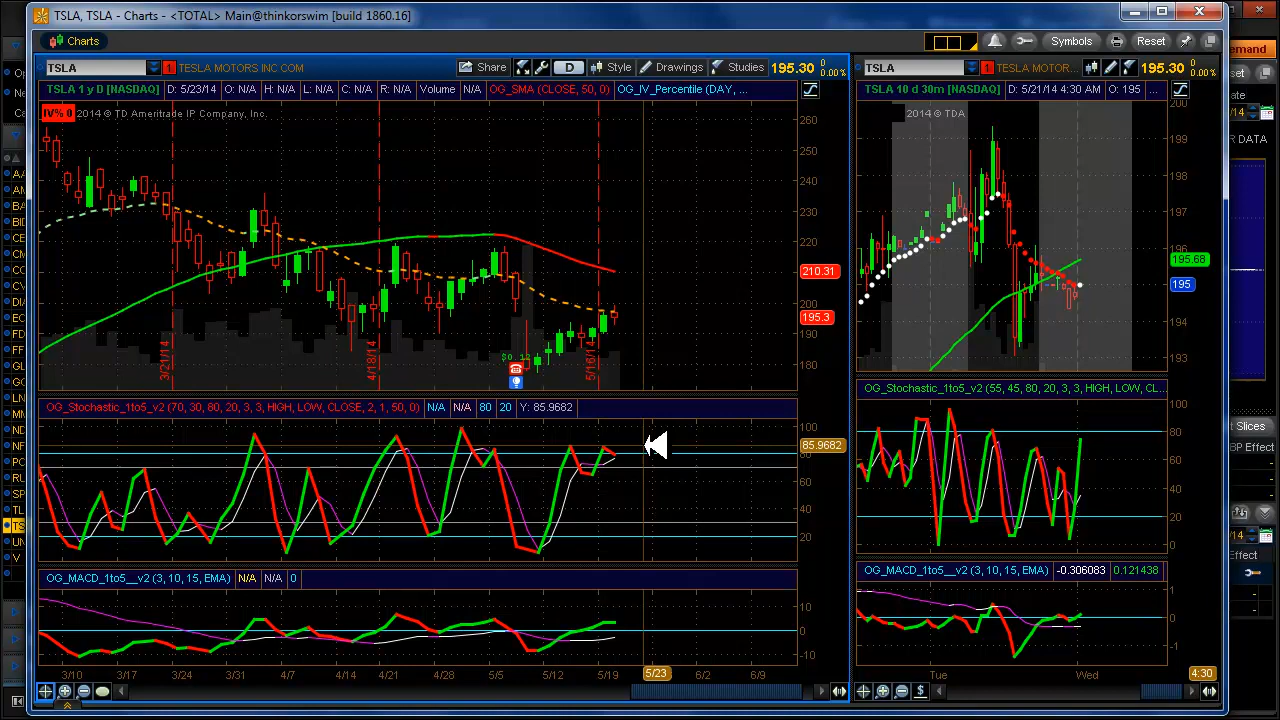 TSLA, TSLA - Charts - <TOTAL> Main@thinkorswim [build 1860.16]
Charts
Symbols
Reset
TSLA
1
TESLA MOTORS INC COM
Share
D
Style
Drawings
Studies
195.30
0.00%
TSLA 1 y D [NASDAQ]
D: 5/23/14
O: N/A
H: N/A
L: N/A
C: N/A
R: N/A
Volume
N/A
OG_SMA (CLOSE, 50, 0)
OG_IV_Percentile (DAY, ...
IV% 0
2014 © TD Ameritrade IP Company, Inc.
260
250
240
230
220
210.31
200
195.3
190
180
3/21/14
4/18/14
5/16/14
OG_Stochastic_1to5_v2 (70, 30, 80, 20, 3, 3, HIGH, LOW, CLOSE, 2, 1, 50, 0)
N/A
N/A
80
20
Y: 85.9682
100
85.9682
80
60
40
20
OG_MACD_1to5__v2 (3, 10, 15, EMA)
N/A
N/A
0
10
0
-10
3/10
3/17
3/24
3/31
4/7
4/14
4/21
4/28
5/5
5/12
5/19
5/23
6/2
6/9
TSLA
1
TESLA MOTOR...
195.30
0.00%
TSLA 10 d 30m [NASDAQ]
D: 5/21/14 4:30 AM
O: 195
...
2014 © TDA
200
199
198
197
196
195.68
195
194
193
OG_Stochastic_1to5_v2 (55, 45, 80, 20, 3, 3, HIGH, LOW, CL...
100
80
60
40
20
0
OG_MACD_1to5__v2 (3, 10, 15, EMA)
-0.306083
0.121438
1
0
-1
Tue
Wed
4:30